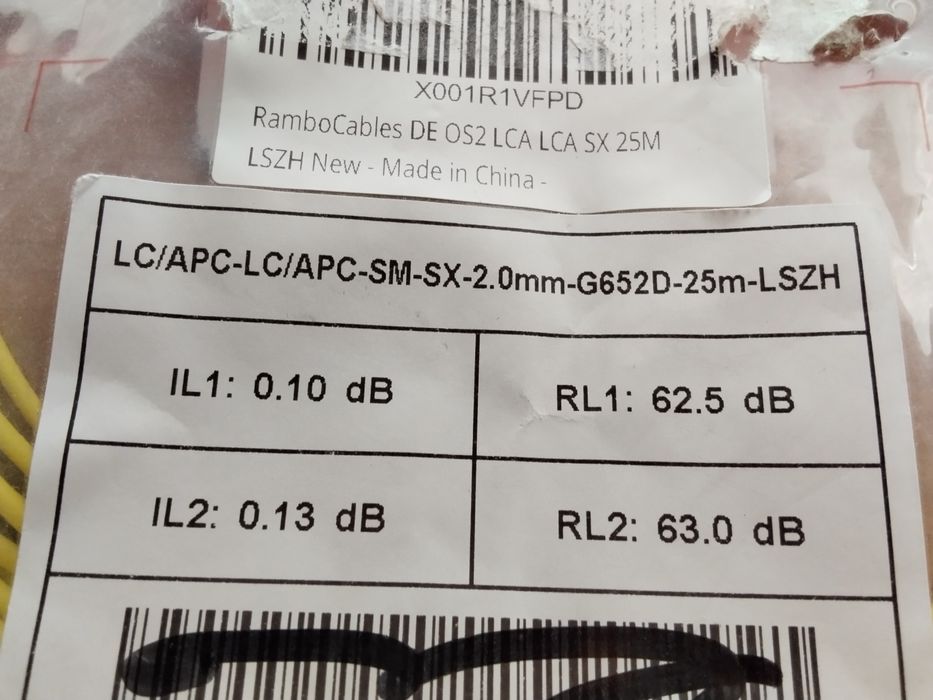 X001R1VFPD
RamboCables DE OS2 LCA LCA SX 25M
LSZH New - Made in China -
LC/APC-LC/APC-SM-SX-2.0mm-G652D-25m-LSZH
IL1: 0.10 dB
RL1: 62.5 dB
IL2: 0.13 dB
RL2: 63.0 dB